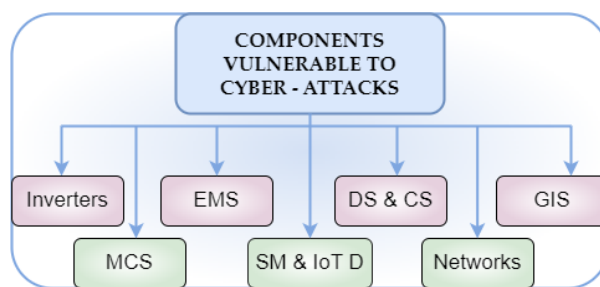 COMPONENTS
VULNERABLE TO
CYBER - ATTACKS
Inverters
EMS
DS & CS
GIS
MCS
SM & IoT D
Networks